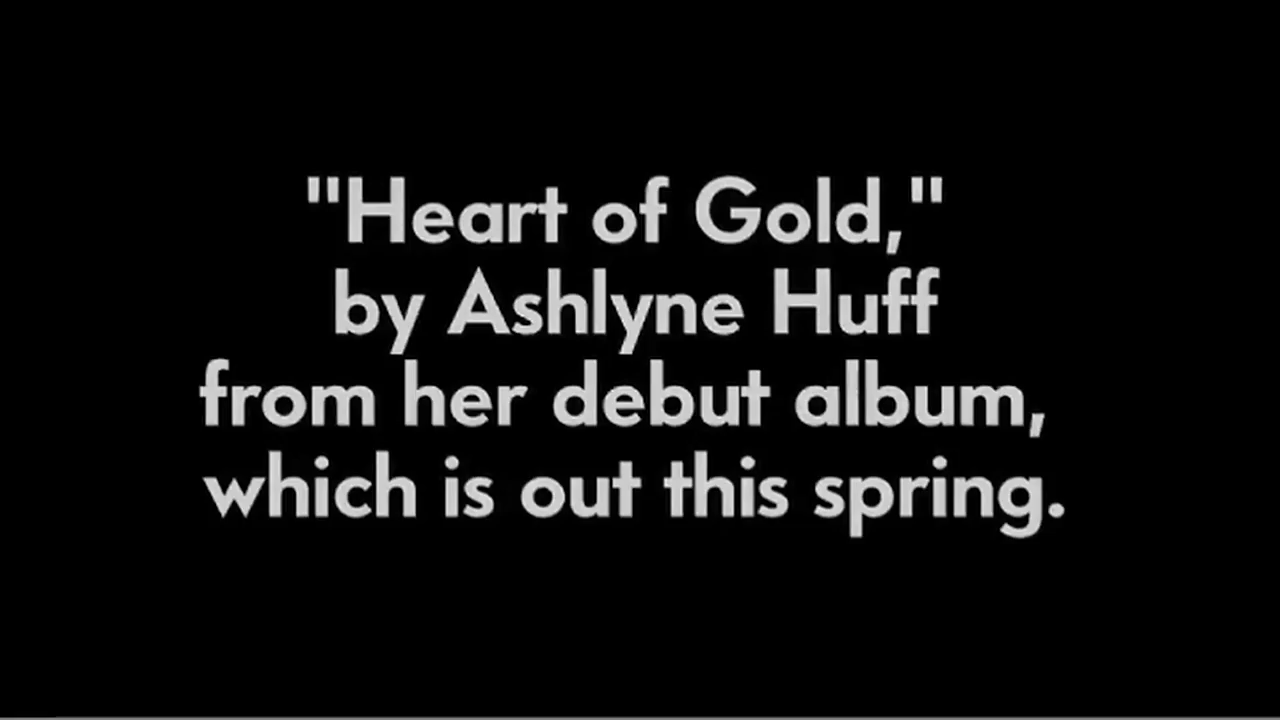 "Heart of Gold,"
by Ashlyne Huff
from her debut album,
which is out this spring.